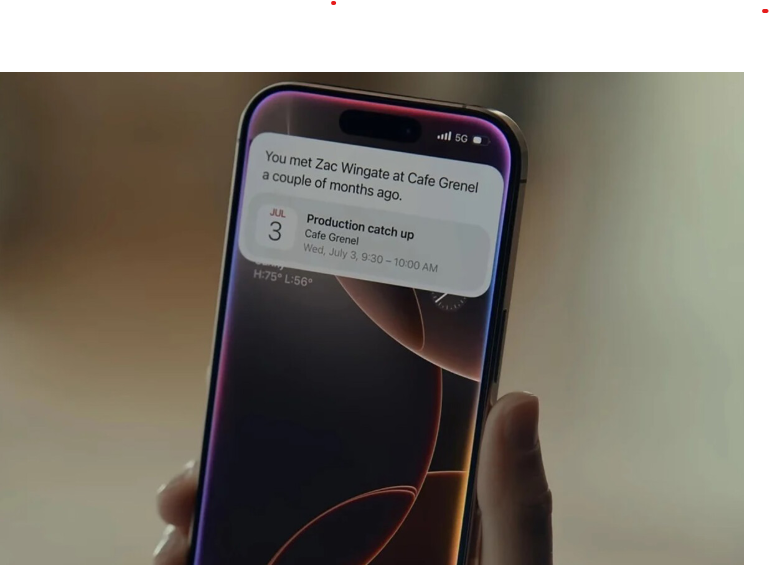 5G
You met Zac Wingate at Cafe Grenel
a couple of months ago.
JUL
3
Production catch up
Cafe Grenel
Wed, July 3, 9:30 – 10:00 AM
H:75° L:56°